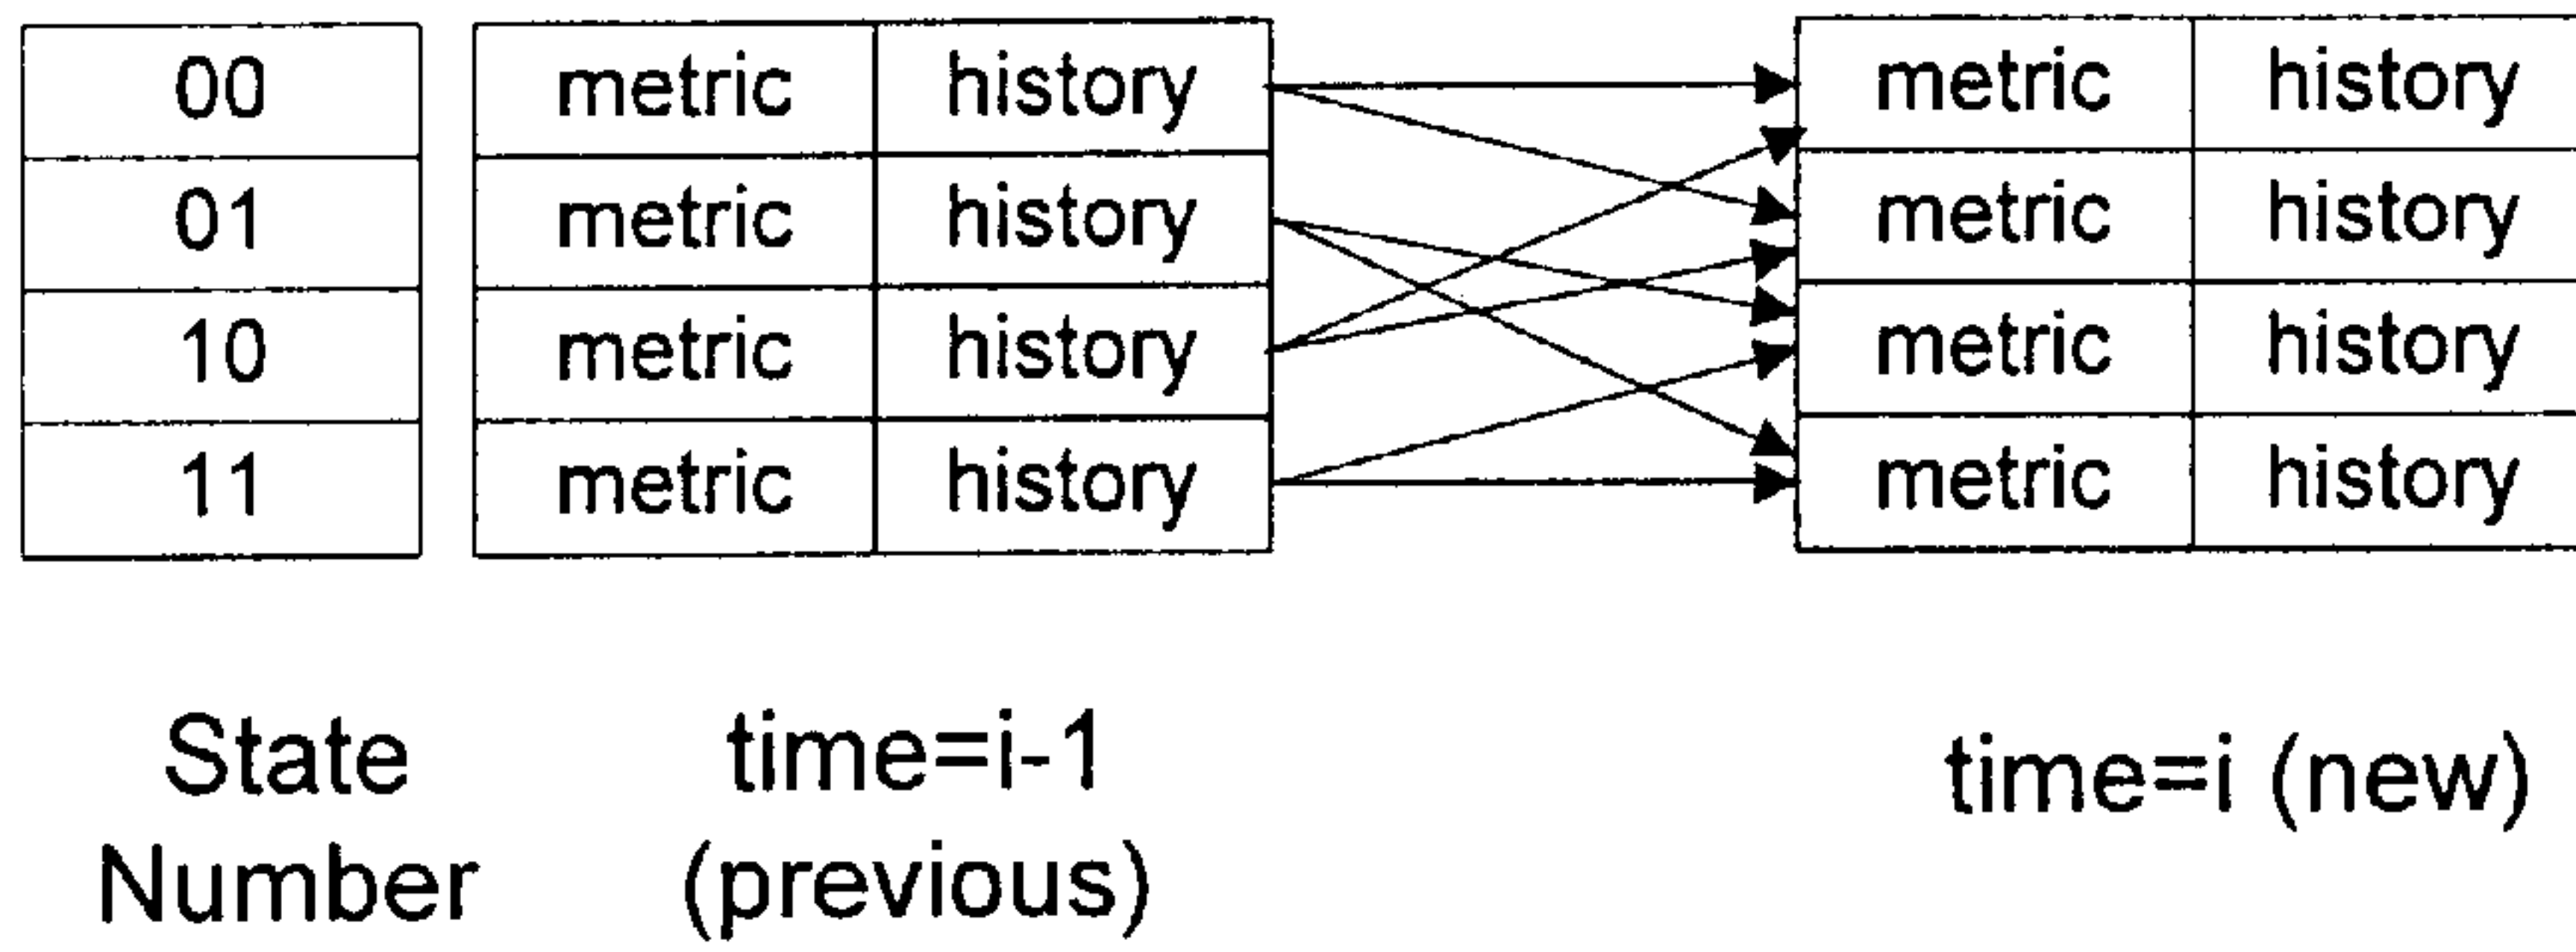 00 metric history metric history
01 metric history metric history
10 metric history metric history
11 metric history metric history
State Number
time=i-1 (previous)
time=i (new)